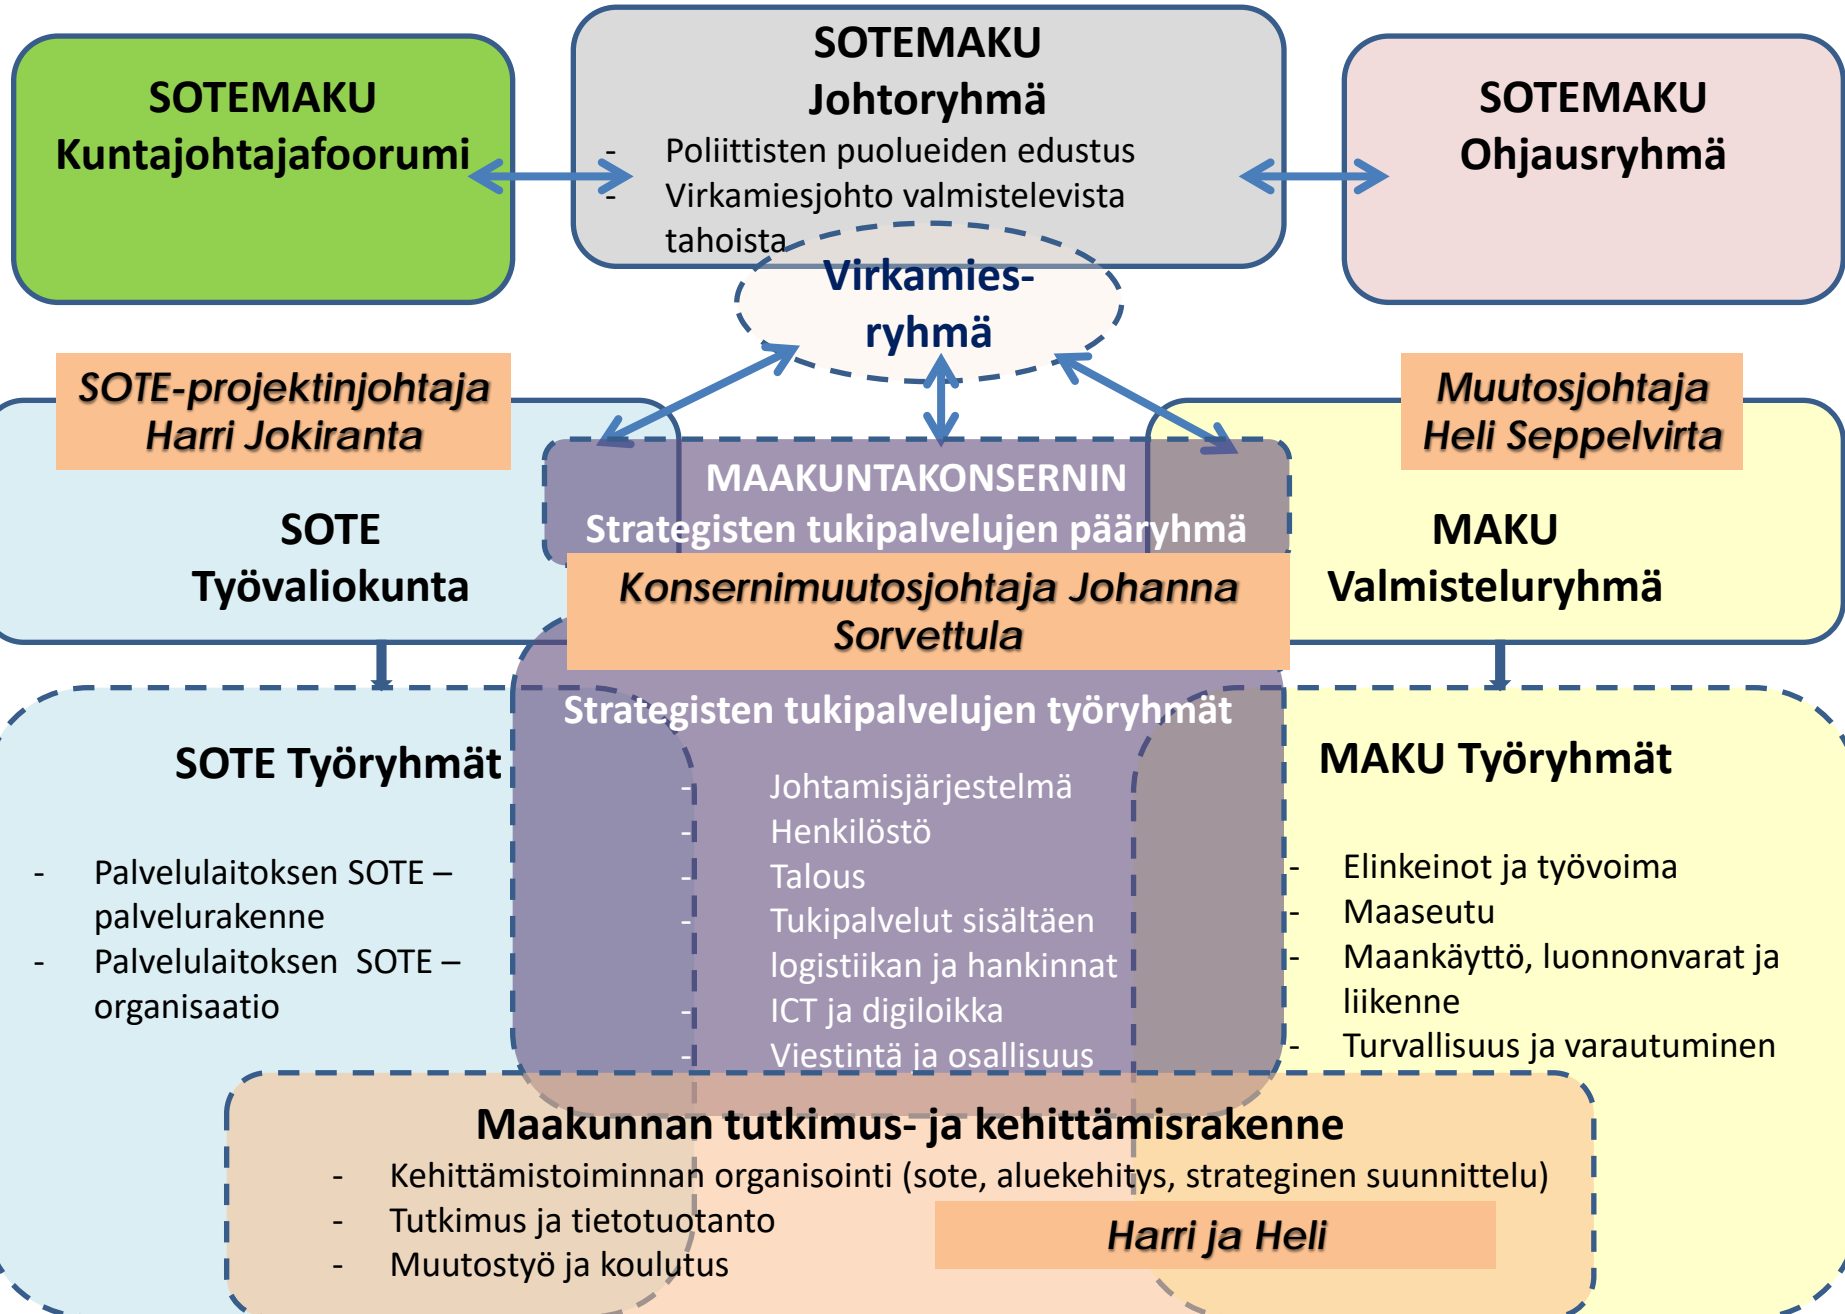 SOTEMAKU
Kuntajohtajafoorumi
SOTEMAKU
Johtoryhmä
- Poliittisten puolueiden edustus
- Virkamiesjohto valmistelevista
tahoista
SOTEMAKU
Ohjausryhmä
Virkamies-
ryhmä
SOTE-projektinjohtaja
Harri Jokiranta
Muutosjohtaja
Heli Seppelvirta
SOTE
Työvaliokunta
MAAKUNTAKONSERNIN
Strategisten tukipalvelujen pääryhmä
Konsernimuutosjohtaja Johanna
Sorvettula
MAKU
Valmisteluryhmä
SOTE Työryhmät
- Palvelulaitoksen SOTE –
palvelurakenne
- Palvelulaitoksen SOTE –
organisaatio
Strategisten tukipalvelujen työryhmät
- Johtamisjärjestelmä
- Henkilöstö
- Talous
- Tukipalvelut sisältäen
logistiikan ja hankinnat
- ICT ja digiloikka
- Viestintä ja osallisuus
MAKU Työryhmät
- Elinkeinot ja työvoima
- Maaseutu
- Maankäyttö, luonnonvarat ja
liikenne
- Turvallisuus ja varautuminen
Maakunnan tutkimus- ja kehittämisrakenne
- Kehittämistoiminnan organisointi (sote, aluekehitys, strateginen suunnittelu)
- Tutkimus ja tietotuotanto
- Muutostyö ja koulutus
Harri ja Heli